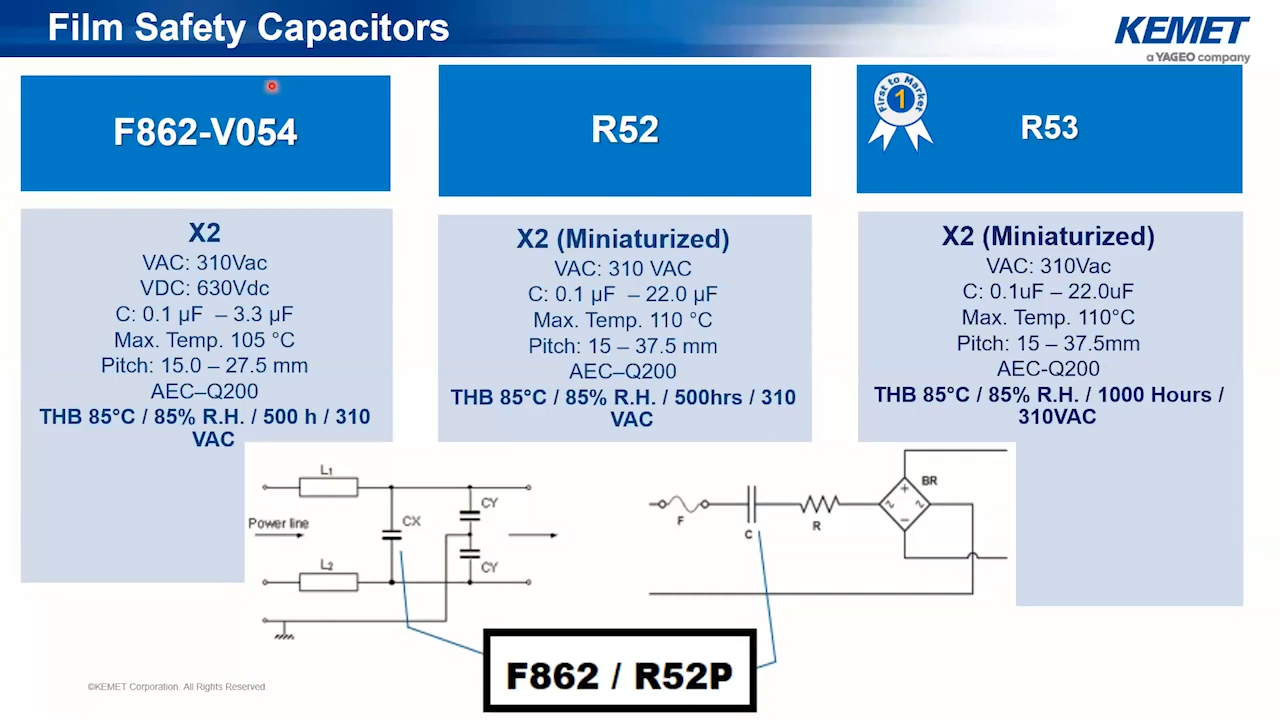 Film Safety Capacitors
KEMET
a YAGEO company
F862-V054
X2
VAC: 310Vac
VDC: 630Vdc
C: 0.1 µF – 3.3 µF
Max. Temp. 105 °C
Pitch: 15.0 – 27.5 mm
AEC–Q200
THB 85°C / 85% R.H. / 500 h / 310
VAC
R52
X2 (Miniaturized)
VAC: 310 VAC
C: 0.1 µF – 22.0 µF
Max. Temp. 110 °C
Pitch: 15 – 37.5 mm
AEC–Q200
THB 85°C / 85% R.H. / 500hrs / 310
VAC
First to Market
1
R53
X2 (Miniaturized)
VAC: 310Vac
C: 0.1uF – 22.0uF
Max. Temp. 110°C
Pitch: 15 – 37.5mm
AEC-Q200
THB 85°C / 85% R.H. / 1000 Hours /
310VAC
L1
CY
CX
Power line
L2
CY
F
C
R
BR
+
~
~
–
F862 / R52P
©KEMET Corporation. All Rights Reserved.